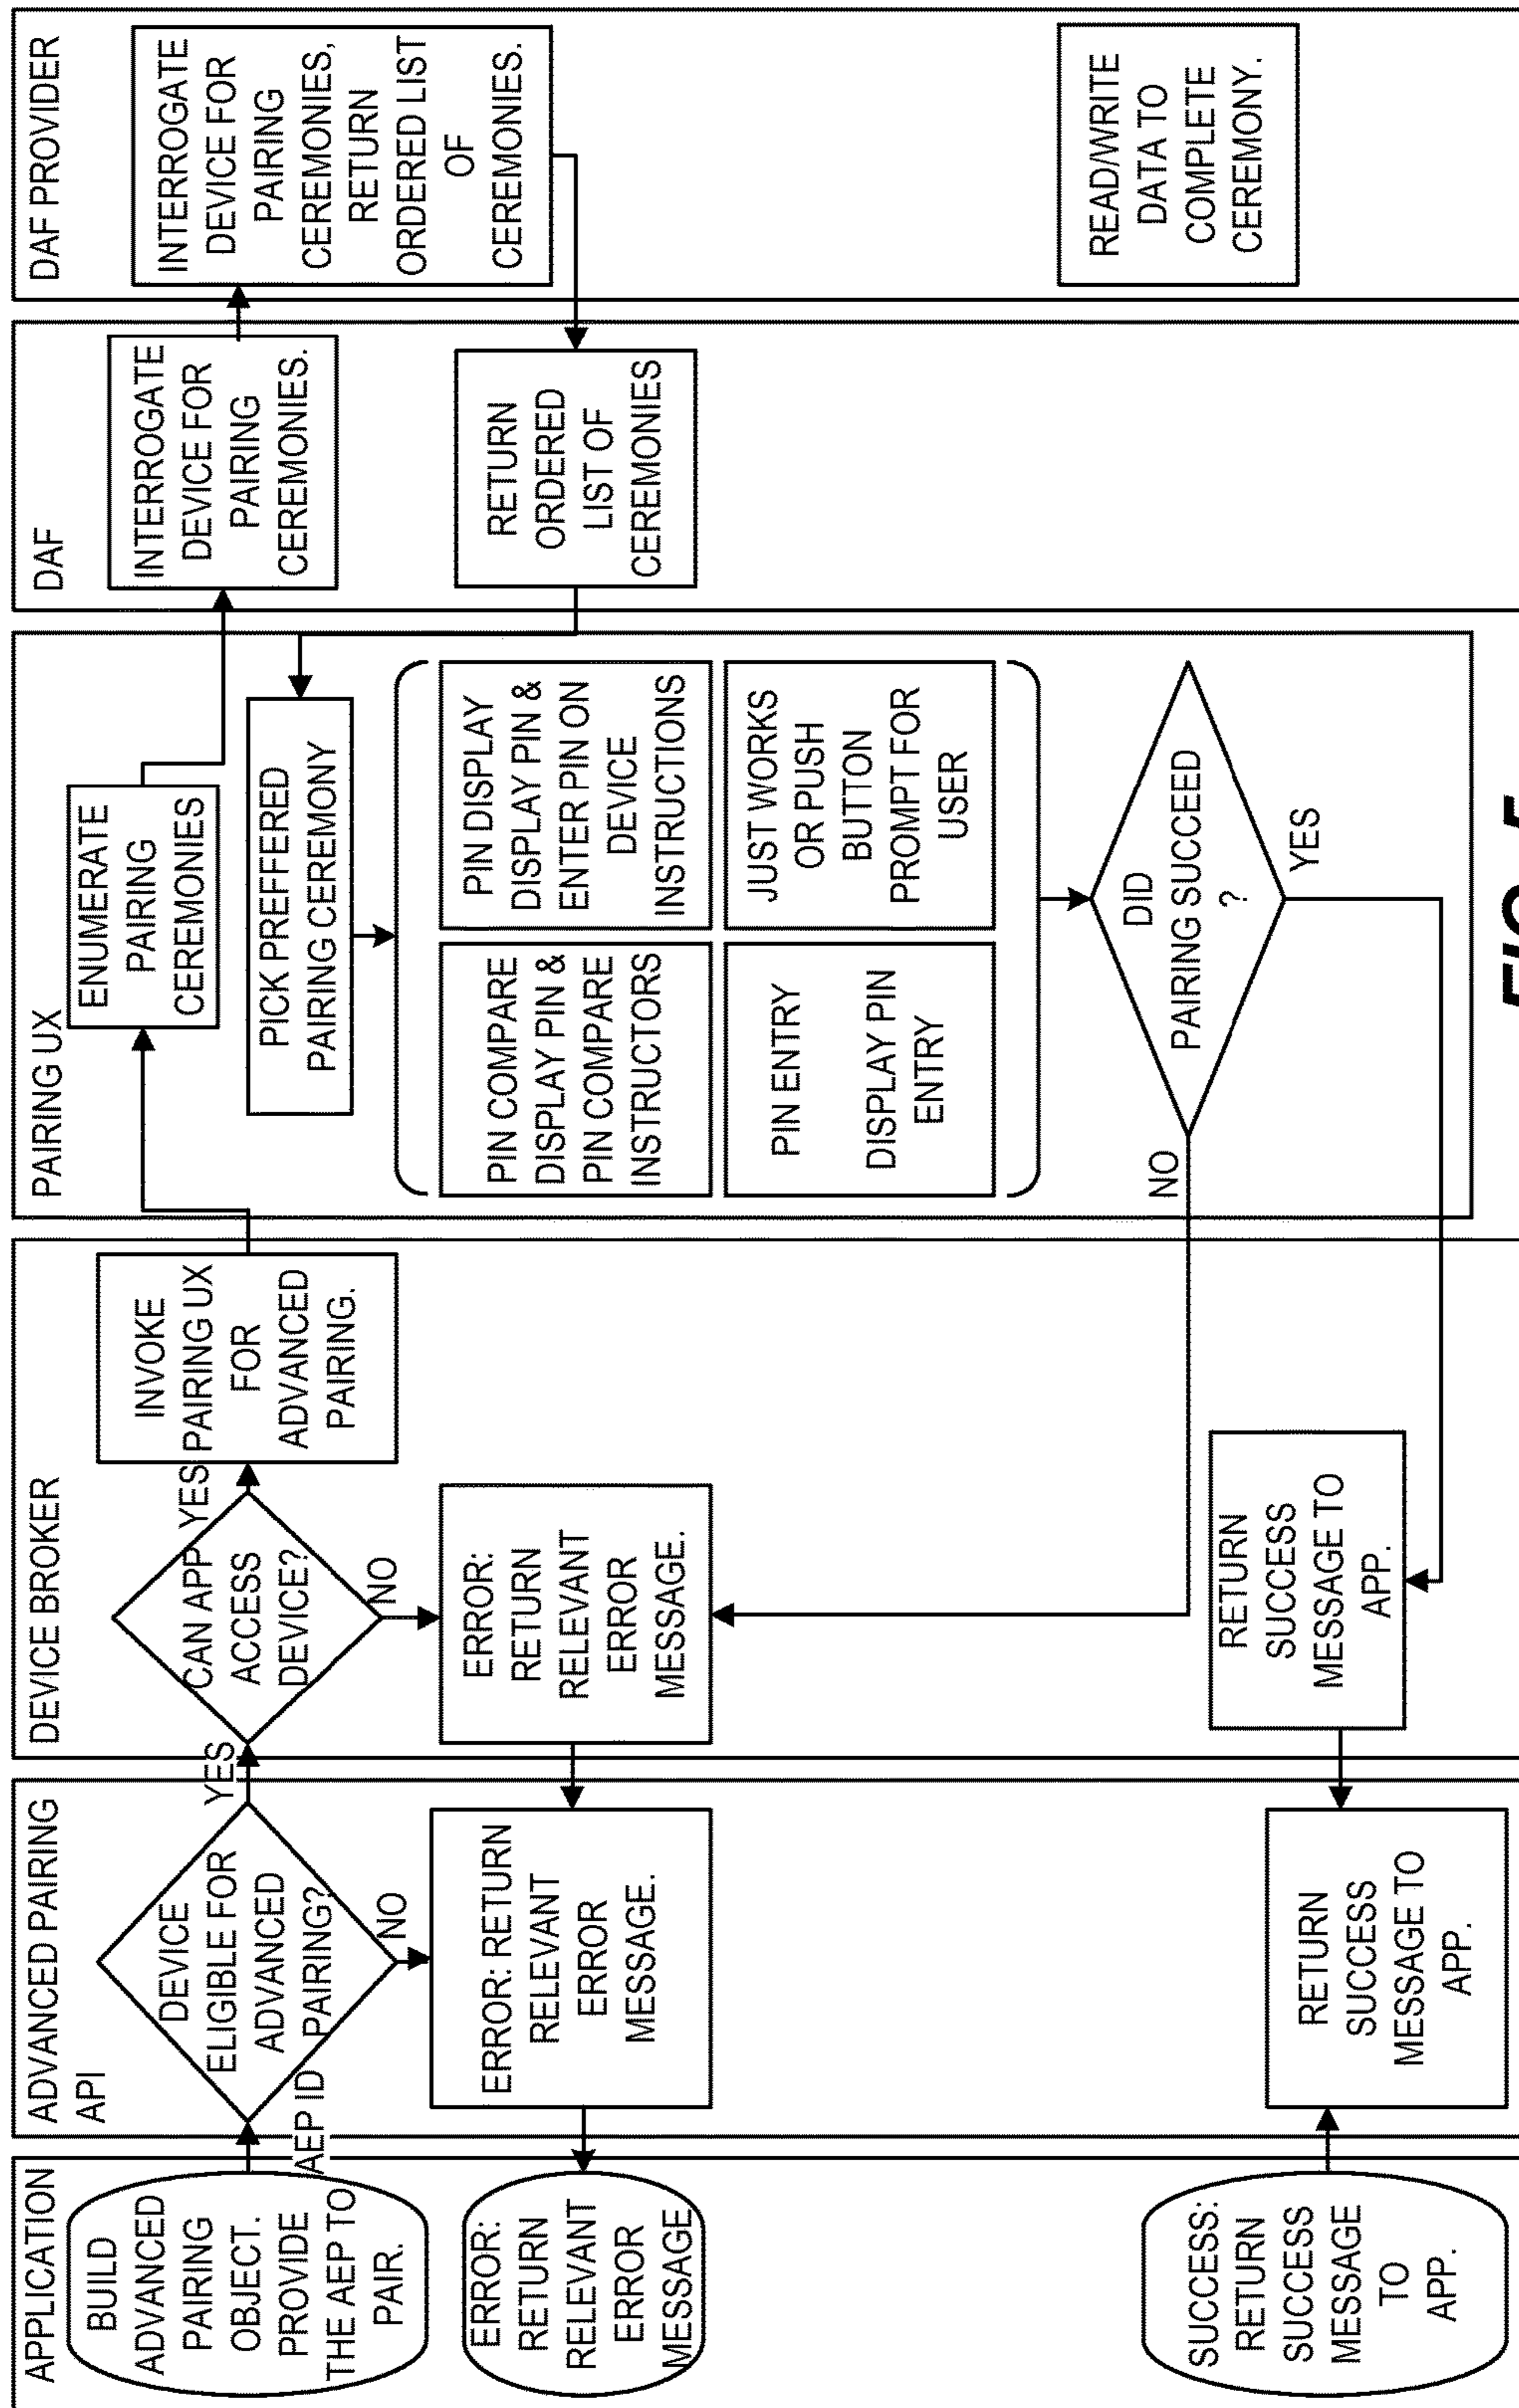 APPLICATION
BUILD
ADVANCED
PAIRING
OBJECT.
PROVIDE
THE AEP TO
PAIR.
AEP ID
ERROR:
RETURN
RELEVANT
ERROR
MESSAGE
SUCCESS:
RETURN
SUCCESS
MESSAGE
TO
APP.
ADVANCED PAIRING
API
DEVICE
ELIGIBLE FOR
ADVANCED
PAIRING?
YES
NO
ERROR: RETURN
RELEVANT
ERROR
MESSAGE.
RETURN
SUCCESS
MESSAGE TO
APP.
DEVICE BROKER
CAN APP
ACCESS
DEVICE?
YES
NO
INVOKE
PAIRING UX
FOR
ADVANCED
PAIRING.
ERROR:
RETURN
RELEVANT
ERROR
MESSAGE.
RETURN
SUCCESS
MESSAGE TO
APP.
PAIRING UX
ENUMERATE
PAIRING
CEREMONIES
PICK PREFFERED
PAIRING CEREMONY
PIN COMPARE
DISPLAY PIN &
PIN COMPARE
INSTRUCTORS
PIN DISPLAY
DISPLAY PIN &
ENTER PIN ON
DEVICE
INSTRUCTIONS
PIN ENTRY
DISPLAY PIN
ENTRY
JUST WORKS
OR PUSH
BUTTON
PROMPT FOR
USER
DID
PAIRING SUCCEED
?
NO
YES
DAF
INTERROGATE
DEVICE FOR
PAIRING
CEREMONIES.
RETURN
ORDERED
LIST OF
CEREMONIES
DAF PROVIDER
INTERROGATE
DEVICE FOR
PAIRING
CEREMONIES,
RETURN
ORDERED LIST
OF
CEREMONIES.
READ/WRITE
DATA TO
COMPLETE
CEREMONY.